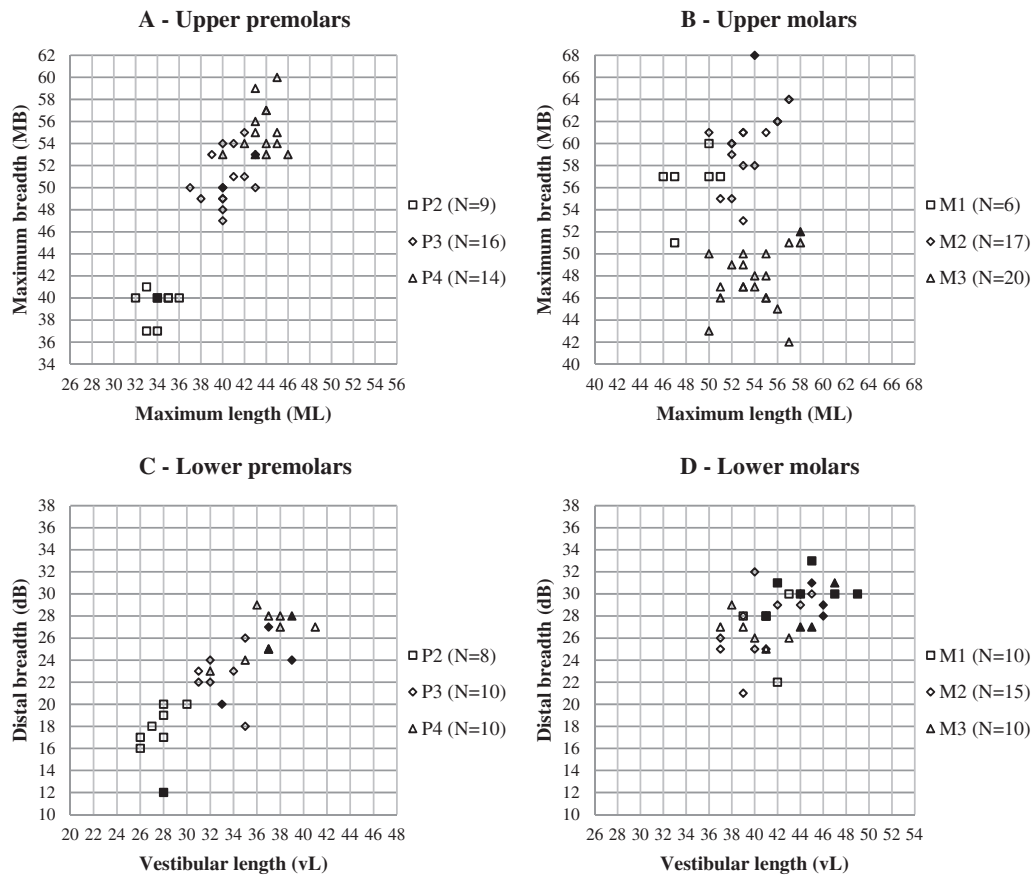 A - Upper premolars
Maximum breadth (MB)
62
60
58
56
54
52
50
48
46
44
42
40
38
36
34
26 28 30 32 34 36 38 40 42 44 46 48 50 52 54 56
Maximum length (ML)
P2 (N=9)
P3 (N=16)
P4 (N=14)
B - Upper molars
Maximum breadth (MB)
68
66
64
62
60
58
56
54
52
50
48
46
44
42
40
40 42 44 46 48 50 52 54 56 58 60 62 64 66 68
Maximum length (ML)
M1 (N=6)
M2 (N=17)
M3 (N=20)
C - Lower premolars
Distal breadth (dB)
38
36
34
32
30
28
26
24
22
20
18
16
14
12
10
20 22 24 26 28 30 32 34 36 38 40 42 44 46 48
Vestibular length (vL)
P2 (N=8)
P3 (N=10)
P4 (N=10)
D - Lower molars
Distal breadth (dB)
38
36
34
32
30
28
26
24
22
20
18
16
14
12
10
26 28 30 32 34 36 38 40 42 44 46 48 50 52 54
Vestibular length (vL)
M1 (N=10)
M2 (N=15)
M3 (N=10)